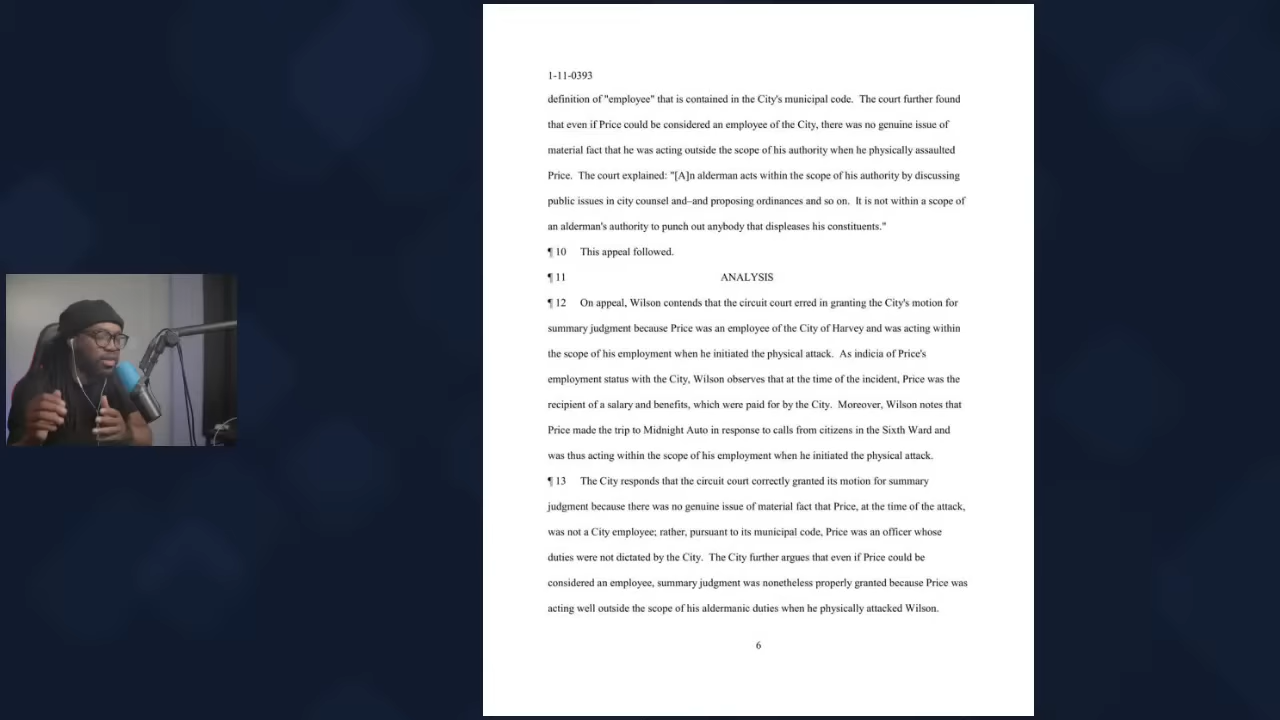 1-11-0393
definition of "employee" that is contained in the City's municipal code. The court further found
that even if Price could be considered an employee of the City, there was no genuine issue of
material fact that he was acting outside the scope of his authority when he physically assaulted
Price. The court explained: "[A]n alderman acts within the scope of his authority by discussing
public issues in city counsel and–and proposing ordinances and so on. It is not within a scope of
an alderman's authority to punch out anybody that displeases his constituents."
¶ 10 This appeal followed.
¶ 11 ANALYSIS
¶ 12 On appeal, Wilson contends that the circuit court erred in granting the City's motion for
summary judgment because Price was an employee of the City of Harvey and was acting within
the scope of his employment when he initiated the physical attack. As indicia of Price's
employment status with the City, Wilson observes that at the time of the incident, Price was the
recipient of a salary and benefits, which were paid for by the City. Moreover, Wilson notes that
Price made the trip to Midnight Auto in response to calls from citizens in the Sixth Ward and
was thus acting within the scope of his employment when he initiated the physical attack.
¶ 13 The City responds that the circuit court correctly granted its motion for summary
judgment because there was no genuine issue of material fact that Price, at the time of the attack,
was not a City employee; rather, pursuant to its municipal code, Price was an officer whose
duties were not dictated by the City. The City further argues that even if Price could be
considered an employee, summary judgment was nonetheless properly granted because Price was
acting well outside the scope of his aldermanic duties when he physically attacked Wilson.
6